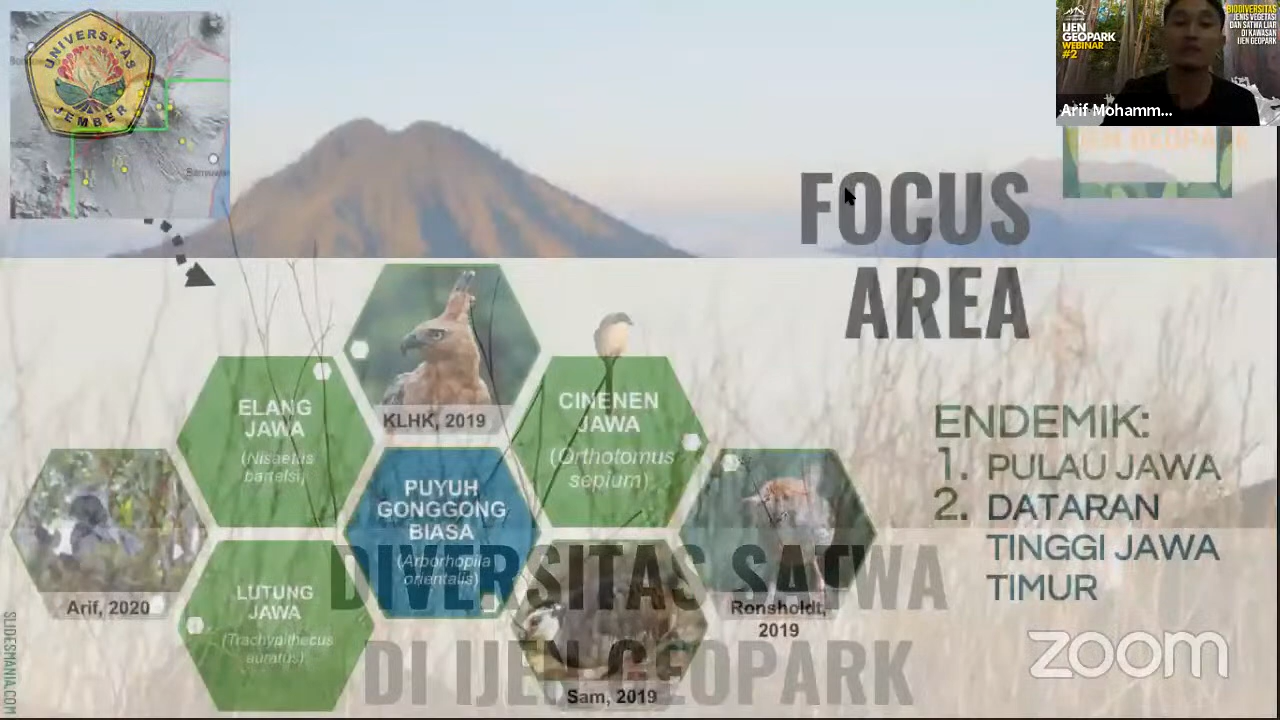 UNIVERSITAS
JEMBER
IJEN
GEOPARK
WEBINAR
#2
BIODIVERSITAS
JENIS VEGETASI
DAN SATWA LIAR
DI KAWASAN
IJEN GEOPARK
Arif Mohamm...
IJEN GEOPARK
FOCUS
AREA
KLHK, 2019
ELANG
JAWA
(Nisaetus
bartelsi)
CINENEN
JAWA
(Orthotomus
sepium)
PUYUH
GONGGONG
BIASA
(Arborhopila
orientalis)
Arif, 2020
LUTUNG
JAWA
(Trachypithecus
auratus)
Ronsholdt,
2019
Sam, 2019
ENDEMIK:
1. PULAU JAWA
2. DATARAN
TINGGI JAWA
TIMUR
DIVERSITAS SATWA
DI IJEN GEOPARK
SLIDESMANIA.COM
zoom